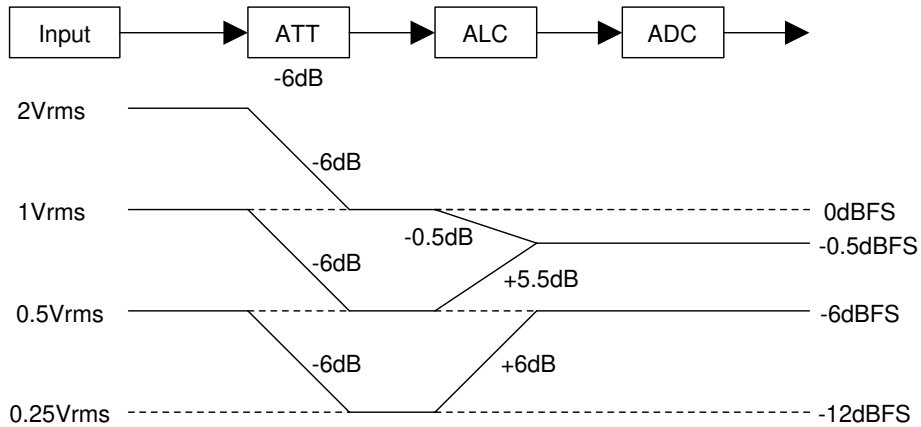 Input ATT ALC ADC
-6dB
2Vrms
-6dB
1Vrms 0dBFS
-0.5dB -0.5dBFS
-6dB +5.5dB
0.5Vrms -6dBFS
-6dB +6dB
0.25Vrms -12dBFS